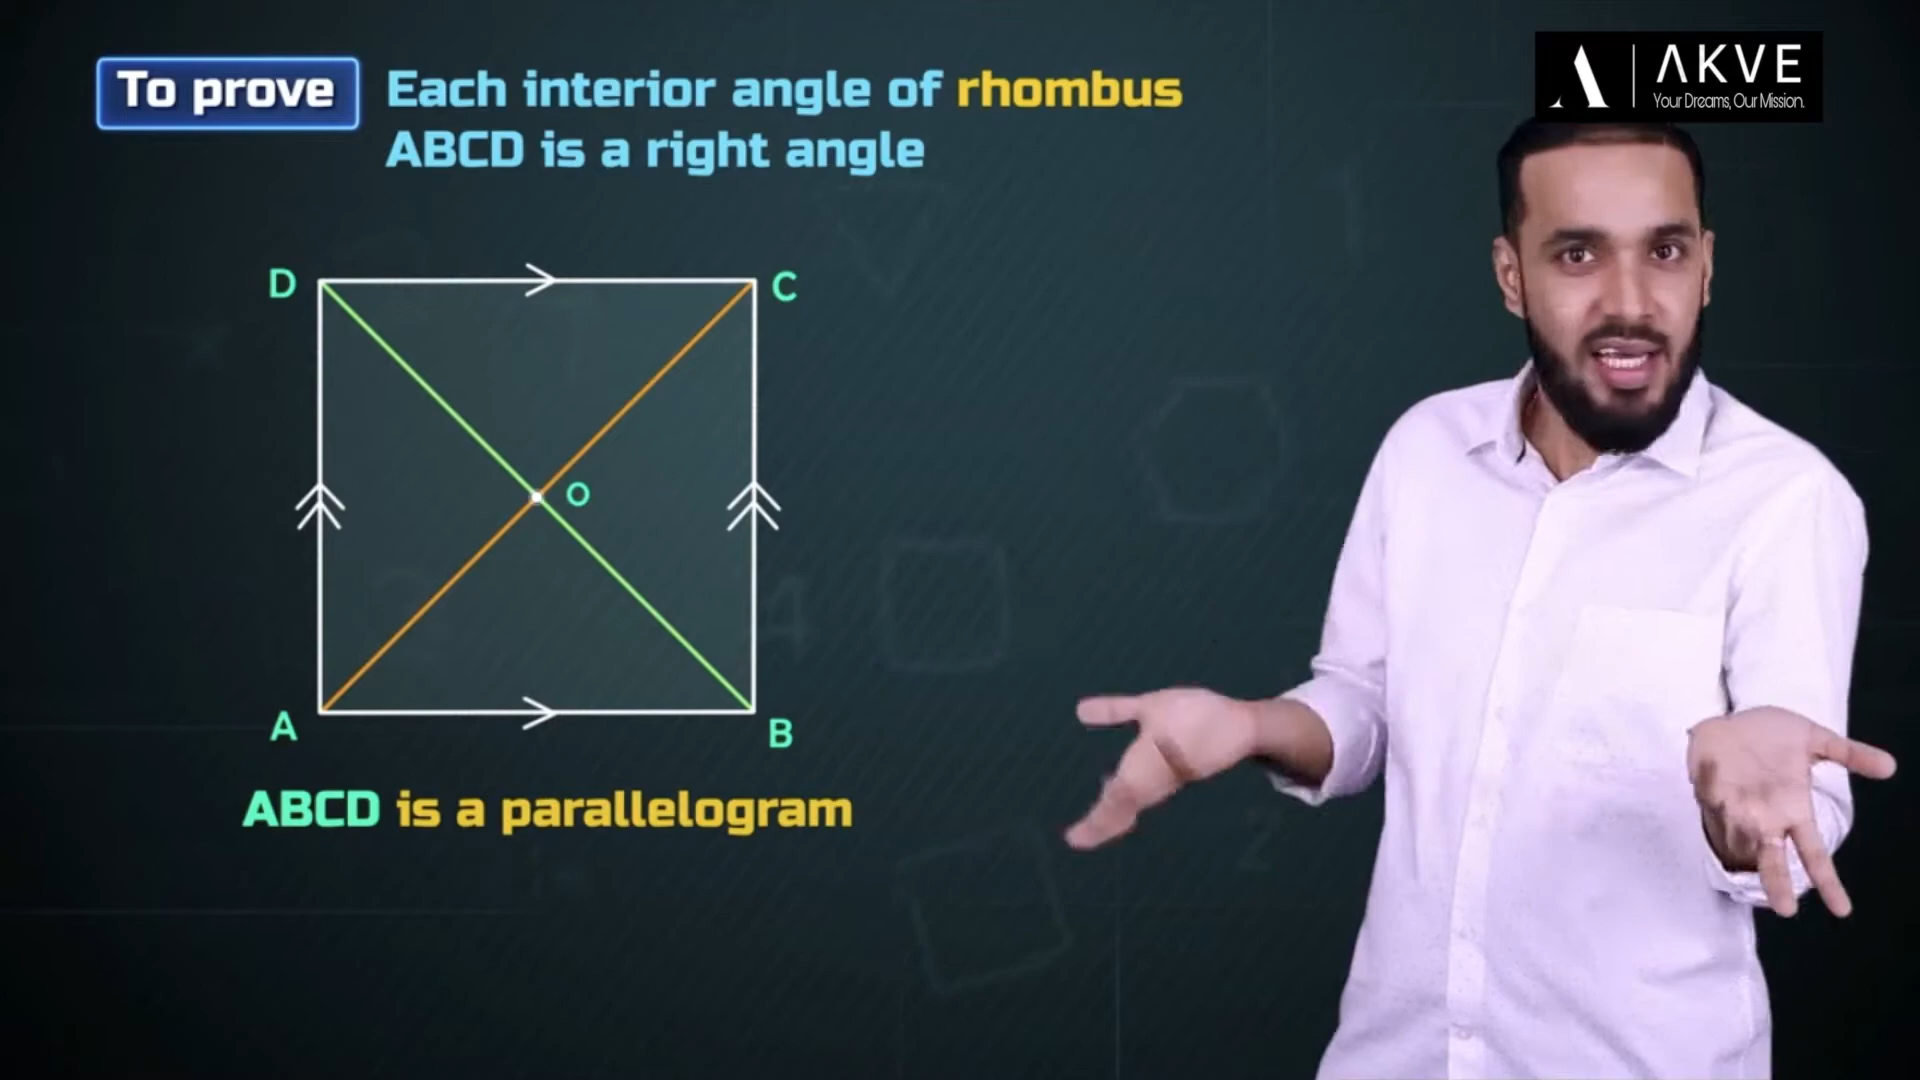 To prove
Each interior angle of rhombus
ABCD is a right angle
AKVE
Your Dreams, Our Mission.
D
C
O
A
B
ABCD is a parallelogram